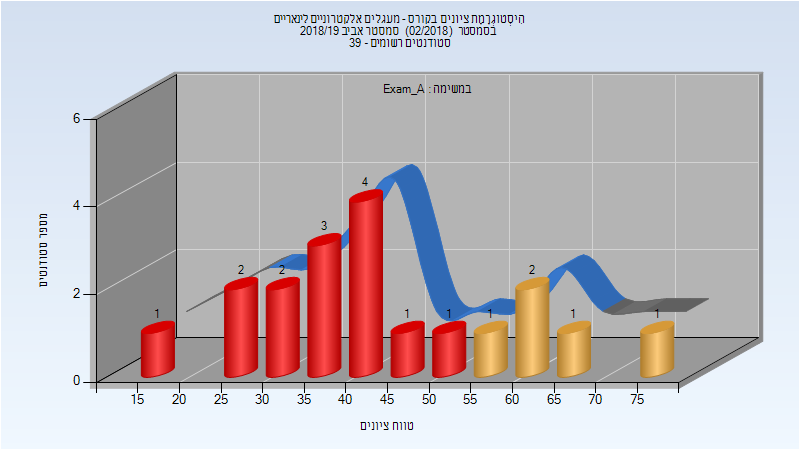 היסטוגרמת ציונים בקורס - מעגלים אלקטרוניים לינאריים
בסמסטר (02/2018) סמסטר אביב 2018/19
סטודנטים רשומים - 39
במשימה : Exam_A
מספר סטודנטים
6
4
2
0
1
2
2
3
4
1
1
1
2
1
1
15 20 25 30 35 40 45 50 55 60 65 70 75
טווח ציונים